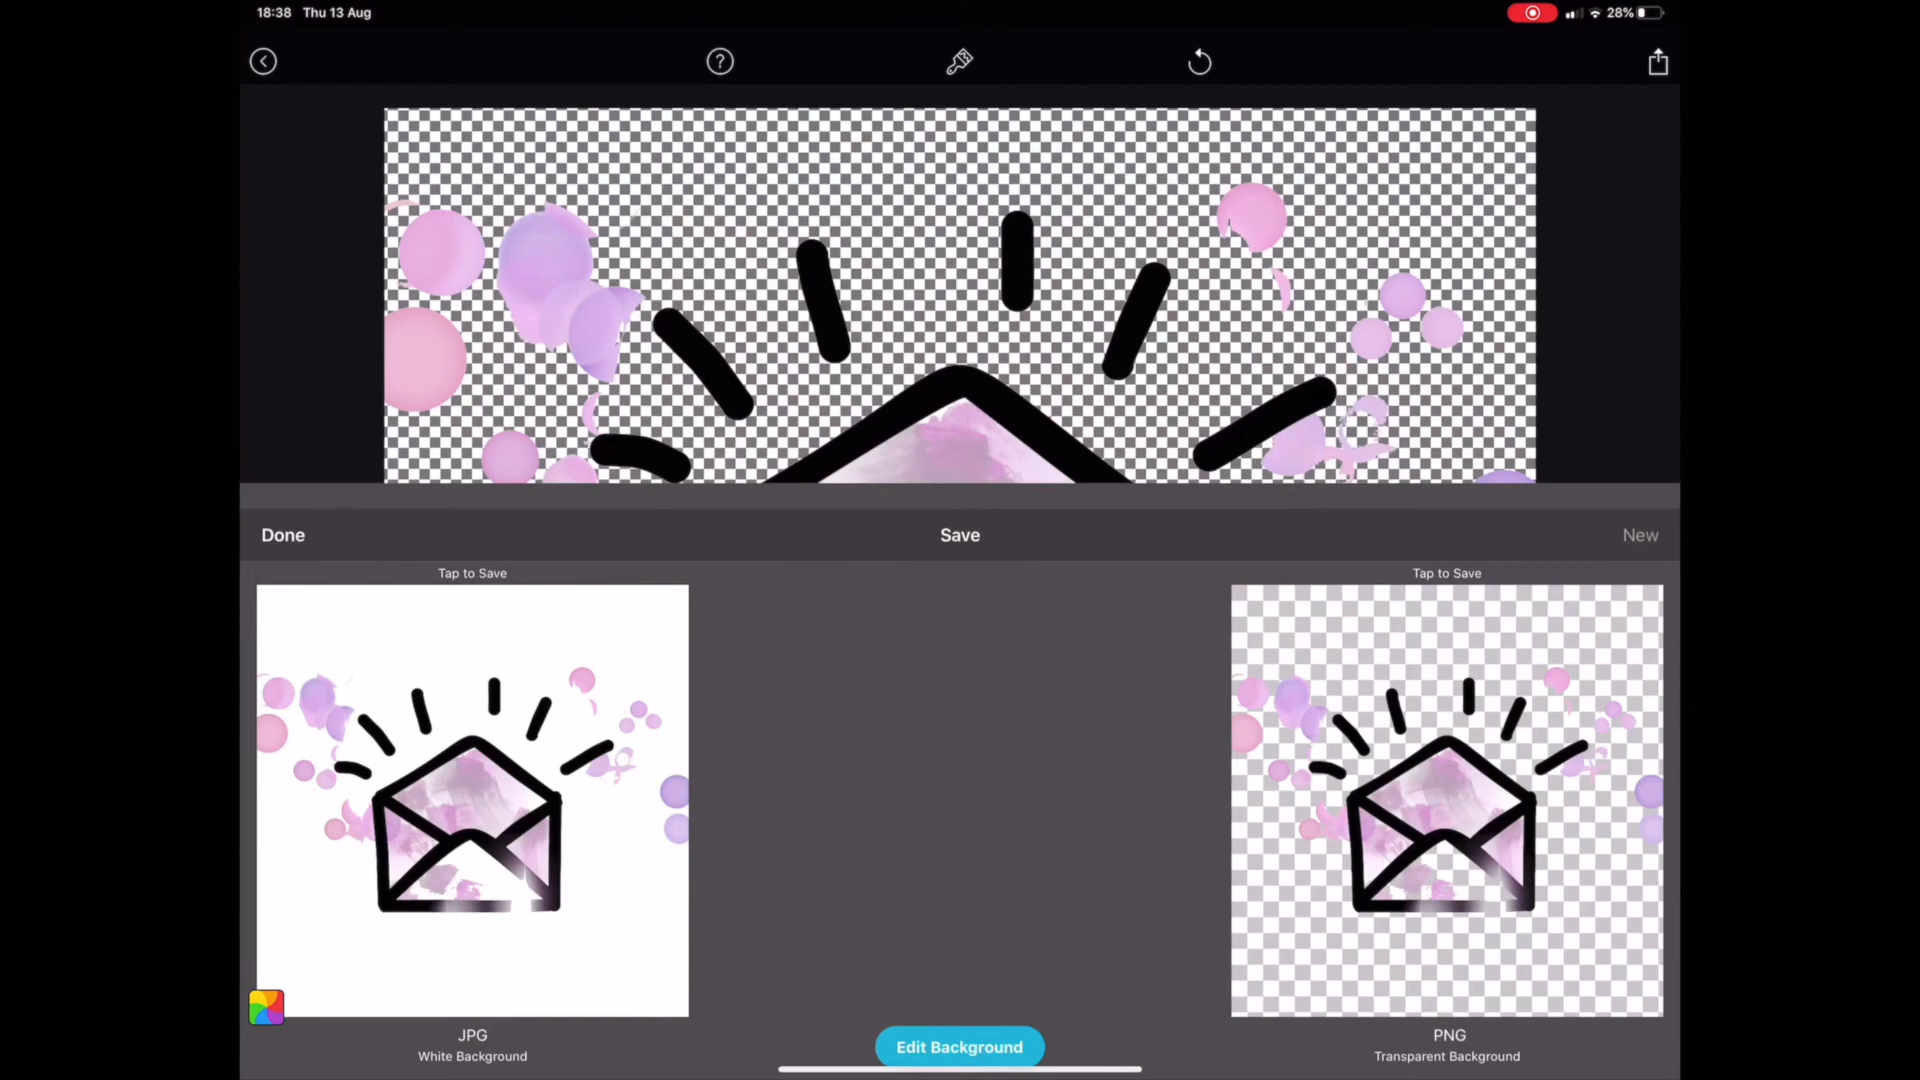 18:38 Thu 13 Aug
28%
?
Done
Save
New
Tap to Save
Tap to Save
JPG
White Background
Edit Background
PNG
Transparent Background